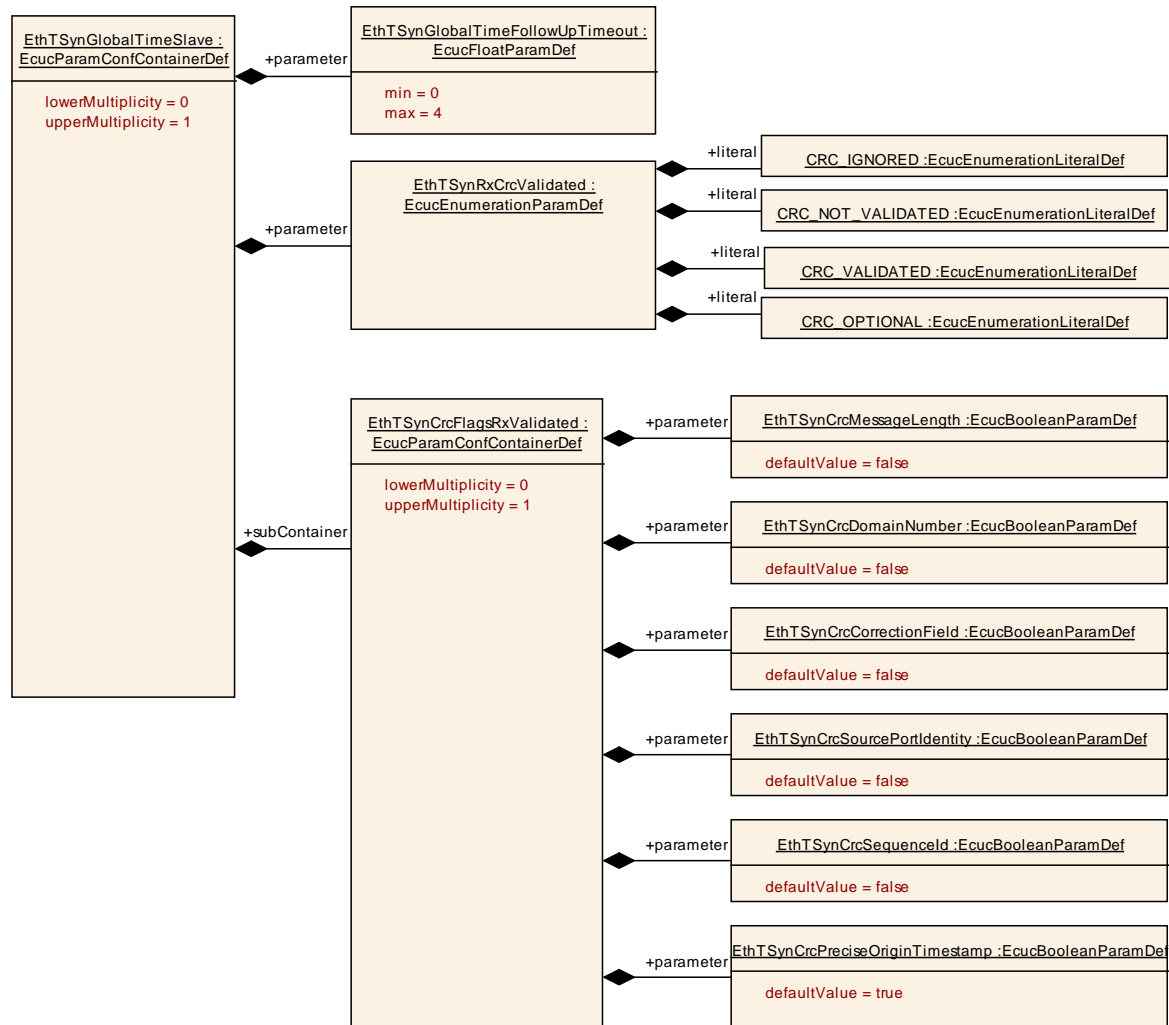 EthTSynGlobalTimeSlave :
EcucParamConfContainerDef
lowerMultiplicity = 0
upperMultiplicity = 1
+parameter
EthTSynGlobalTimeFollowUpTimeout :
EcucFloatParamDef
min = 0
max = 4
+parameter
EthTSynRxCrcValidated :
EcucEnumerationParamDef
+literal
CRC_IGNORED :EcucEnumerationLiteralDef
+literal
CRC_NOT_VALIDATED :EcucEnumerationLiteralDef
+literal
CRC_VALIDATED :EcucEnumerationLiteralDef
+literal
CRC_OPTIONAL :EcucEnumerationLiteralDef
+subContainer
EthTSynCrcFlagsRxValidated :
EcucParamConfContainerDef
lowerMultiplicity = 0
upperMultiplicity = 1
+parameter
EthTSynCrcMessageLength :EcucBooleanParamDef
defaultValue = false
+parameter
EthTSynCrcDomainNumber :EcucBooleanParamDef
defaultValue = false
+parameter
EthTSynCrcCorrectionField :EcucBooleanParamDef
defaultValue = false
+parameter
EthTSynCrcSourcePortIdentity :EcucBooleanParamDef
defaultValue = false
+parameter
EthTSynCrcSequenceId :EcucBooleanParamDef
defaultValue = false
+parameter
EthTSynCrcPreciseOriginTimestamp :EcucBooleanParamDef
defaultValue = true